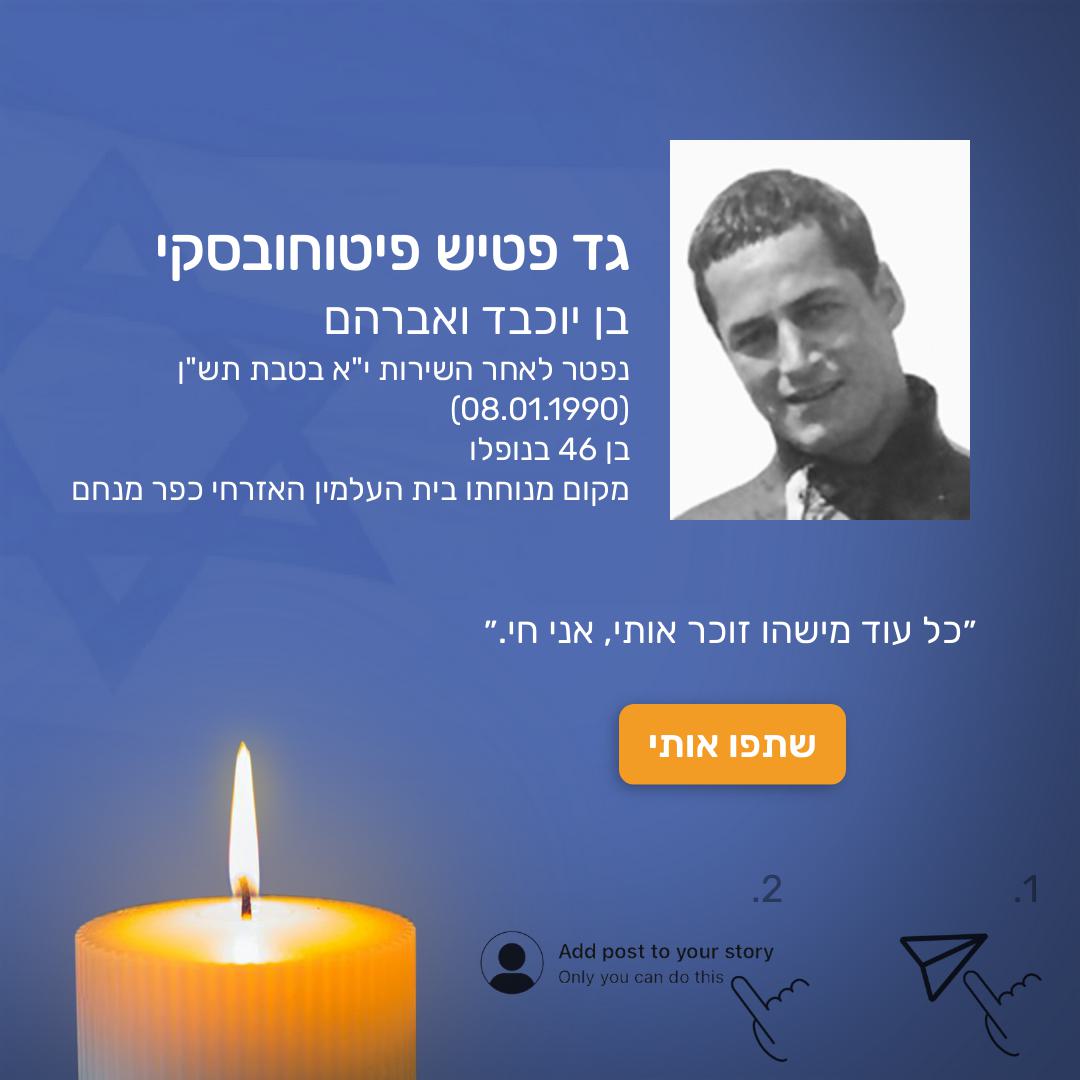 גד פטיש פיטוחובסקי
בן יוכבד ואברהם
נפטר לאחר השירות י"א בטבת תש"ן
(08.01.1990)
בן 46 בנופלו
מקום מנוחתו בית העלמין האזרחי כפר מנחם
״כל עוד מישהו זוכר אותי, אני חי.״
שתפו אותי
1.
2.
Add post to your story
Only you can do this